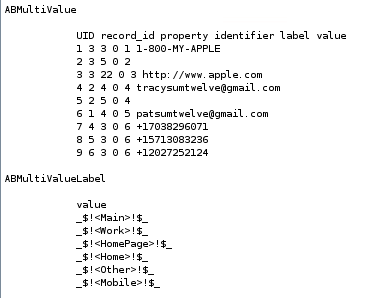 ABMultiValue
UID record_id property identifier label value
1 3 3 0 1 1-800-MY-APPLE
2 3 5 0 2
3 3 22 0 3 http://www.apple.com
4 2 4 0 4 tracysumtwelve@gmail.com
5 2 5 0 4
6 1 4 0 5 patsumtwelve@gmail.com
7 4 3 0 6 +17038296071
8 5 3 0 6 +15713083236
9 6 3 0 6 +12027252124
ABMultiValueLabel
value
_$!<Main>!$_
_$!<Work>!$_
_$!<HomePage>!$_
_$!<Home>!$_
_$!<Other>!$_
_$!<Mobile>!$_